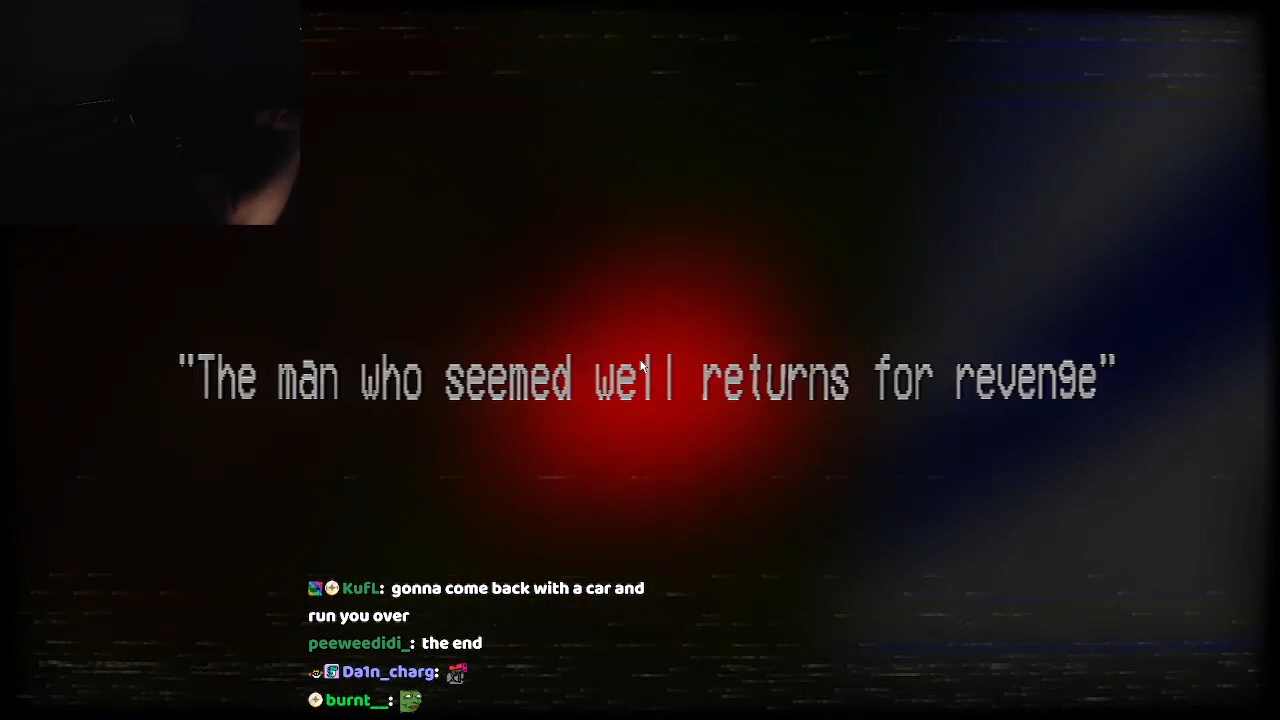 "The man who seemed well returns for revenge"
KufL: gonna come back with a car and
run you over
peeweedidi_: the end
Da1n_charg:
burnt__: